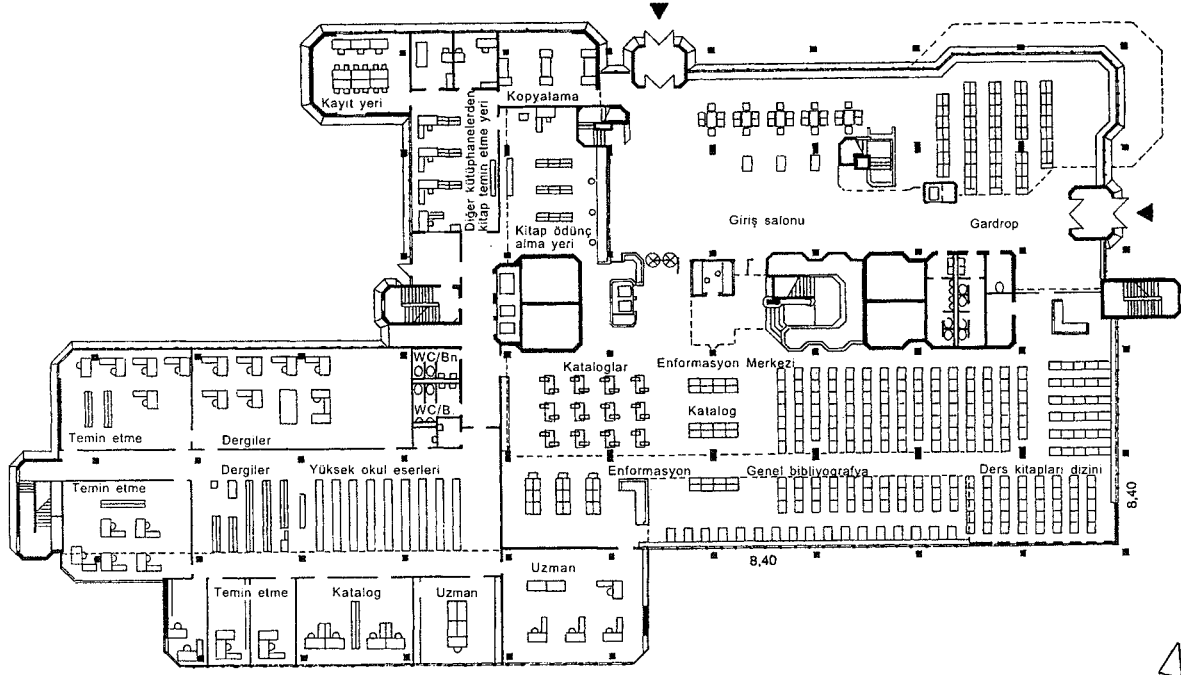 Kayıt yeri
Kopyalama
Diğer kütüphanelerden
kitap temin etme yeri
Kitap ödünç
alma yeri
Giriş salonu
Gardrop
WC/Bn
WC/B.
Kataloglar
Enformasyon Merkezi
Katalog
Temin etme
Dergiler
Dergiler
Yüksek okul eserleri
Enformasyon
Genel bibliyografya
Ders kitapları dizini
Temin etme
8,40
8,40
Uzman
Temin etme
Katalog
Uzman